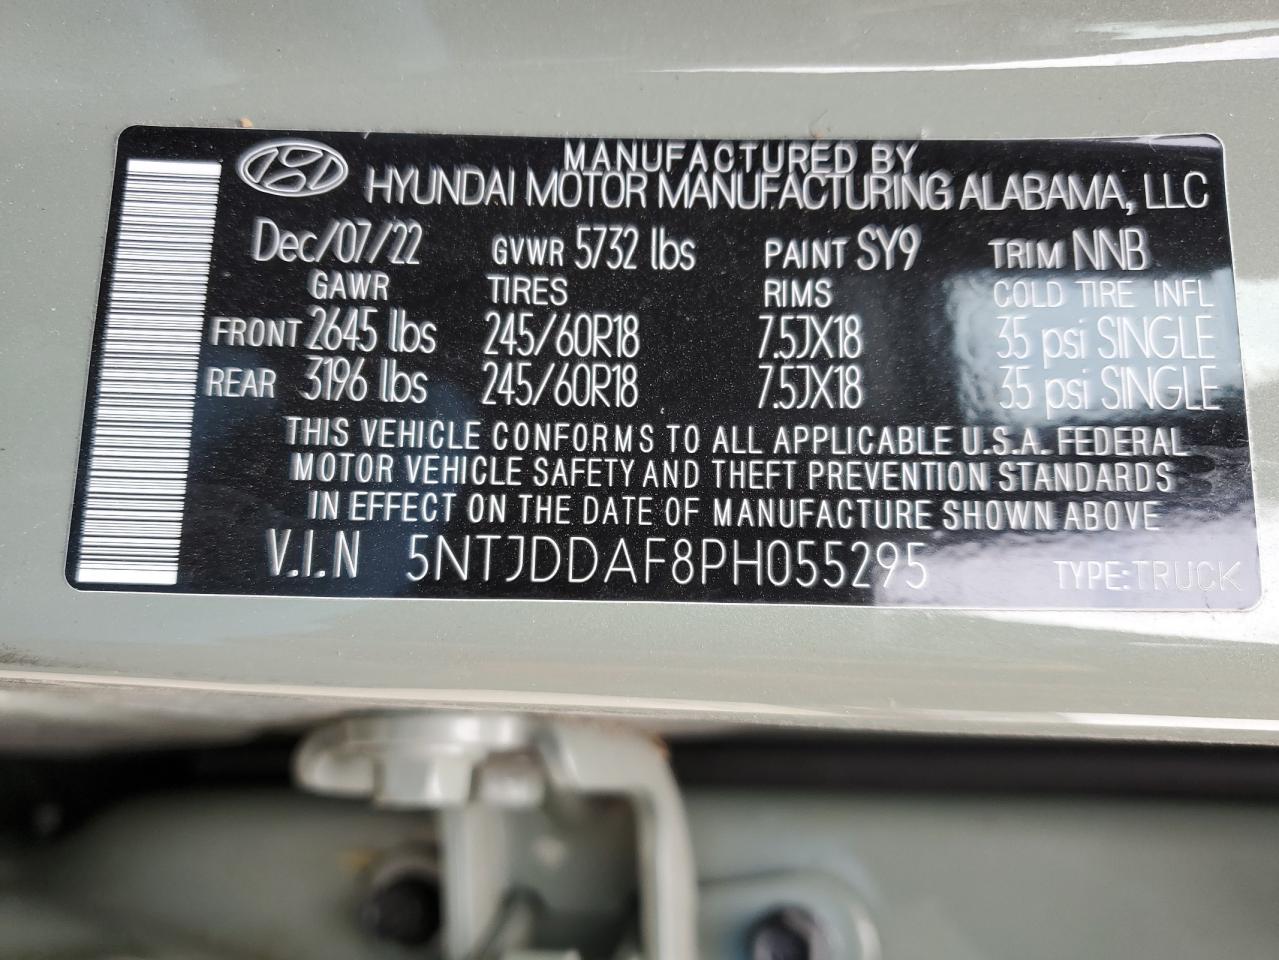 MANUFACTURED BY
HYUNDAI MOTOR MANUFACTURING ALABAMA, LLC
Dec/07/22 GVWR 5732 lbs PAINT SY9 TRIM NNB
GAWR TIRES RIMS COLD TIRE INFL
FRONT 2645 lbs 245/60R18 7.5JX18 35 psi SINGLE
REAR 3196 lbs 245/60R18 7.5JX18 35 psi SINGLE
THIS VEHICLE CONFORMS TO ALL APPLICABLE U.S.A. FEDERAL
MOTOR VEHICLE SAFETY AND THEFT PREVENTION STANDARDS
IN EFFECT ON THE DATE OF MANUFACTURE SHOWN ABOVE
V.I.N 5NTJDDAF8PH055295 TYPE:TRUCK